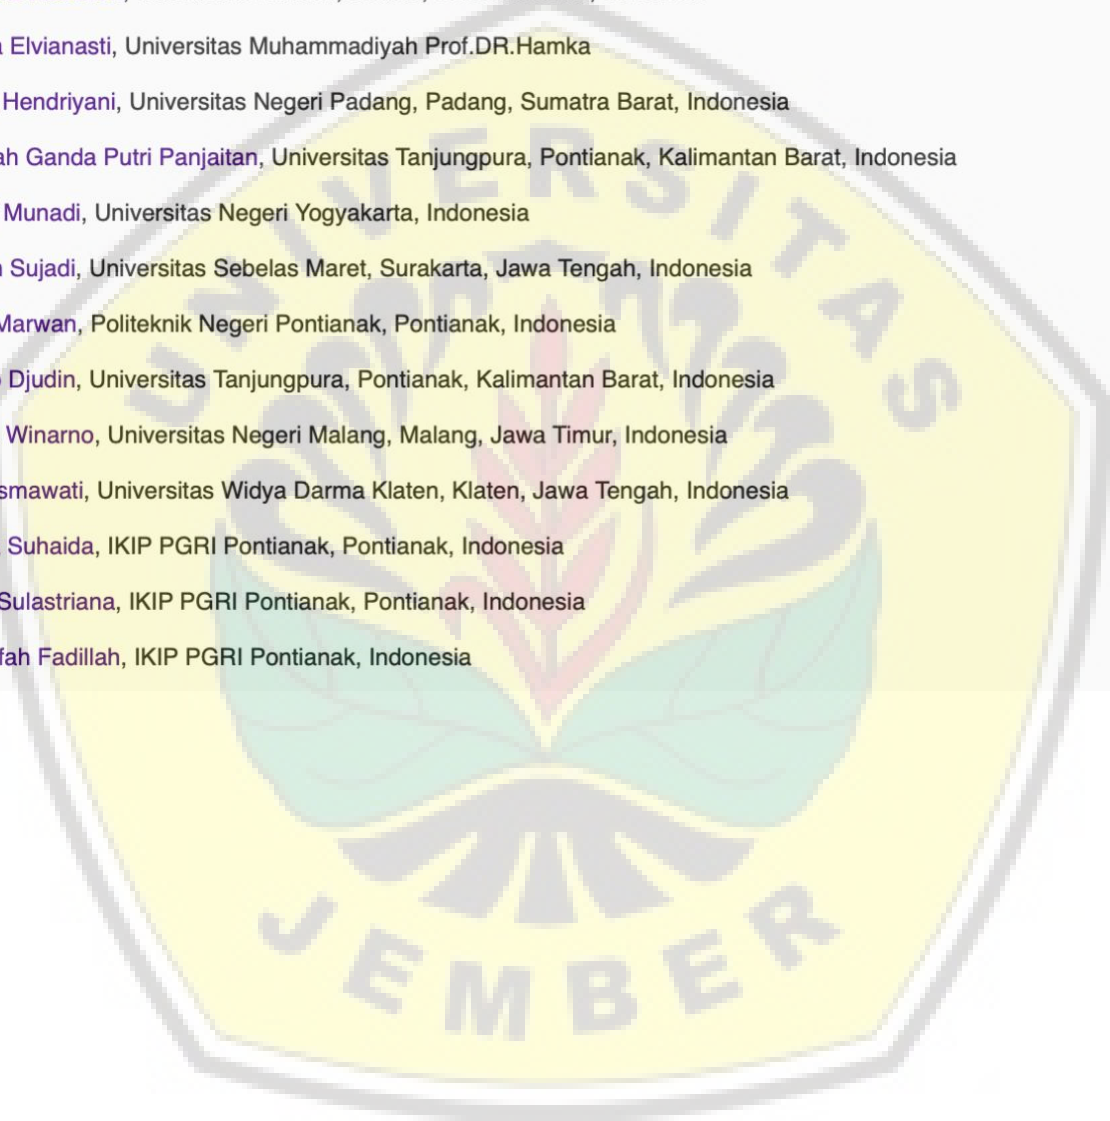 Elvianasti, Universitas Muhammadiyah Prof.DR.Hamka
Hendriyani, Universitas Negeri Padang, Padang, Sumatra Barat, Indonesia
ah Ganda Putri Panjaitan, Universitas Tanjungpura, Pontianak, Kalimantan Barat, Indonesia
Munadi, Universitas Negeri Yogyakarta, Indonesia
Sujadi, Universitas Sebelas Maret, Surakarta, Jawa Tengah, Indonesia
Marwan, Politeknik Negeri Pontianak, Pontianak, Indonesia
Djudin, Universitas Tanjungpura, Pontianak, Kalimantan Barat, Indonesia
Winarno, Universitas Negeri Malang, Malang, Jawa Timur, Indonesia
smawati, Universitas Widya Darma Klaten, Klaten, Jawa Tengah, Indonesia
Suhaida, IKIP PGRI Pontianak, Pontianak, Indonesia
Sulastriana, IKIP PGRI Pontianak, Pontianak, Indonesia
fah Fadillah, IKIP PGRI Pontianak, Indonesia
UNIVERSITAS
JEMBER